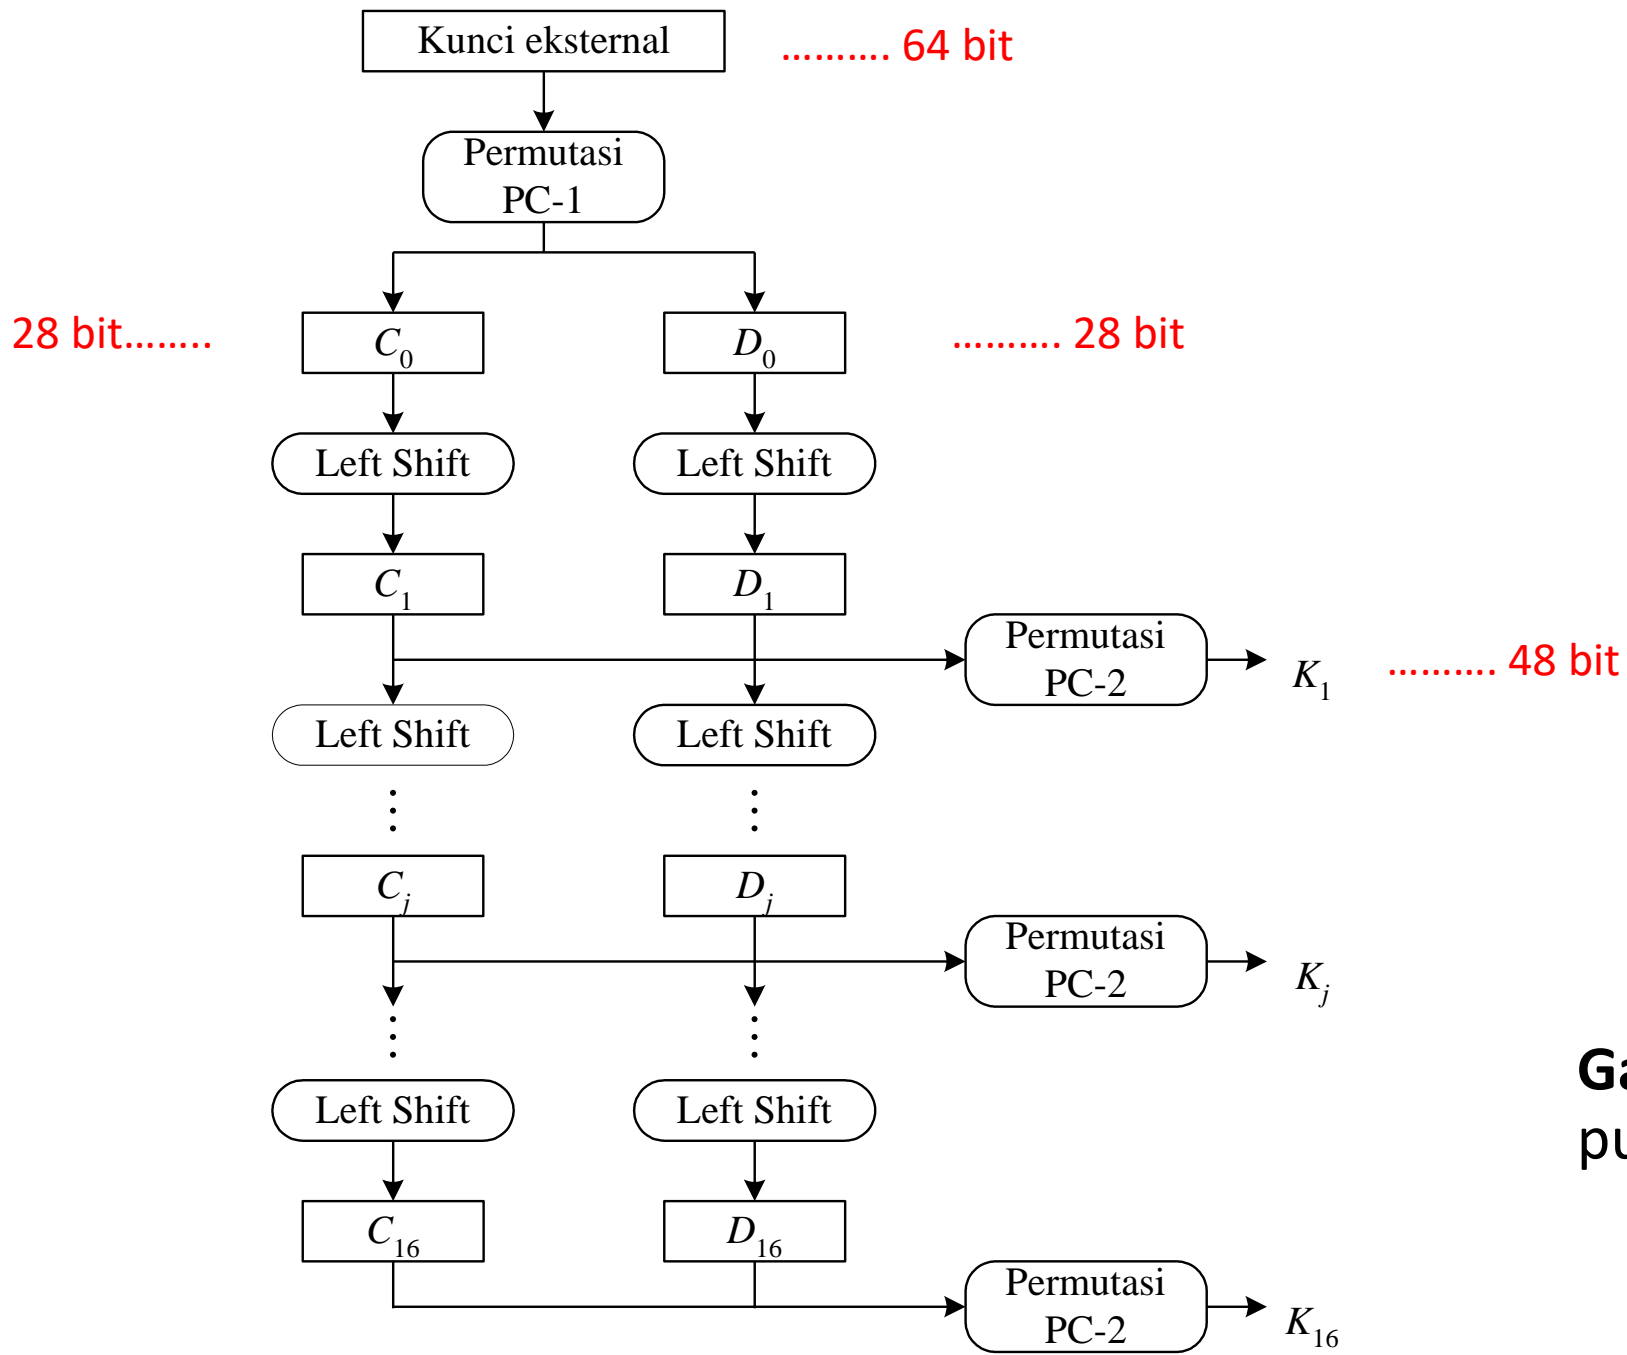 Kunci eksternal
………. 64 bit
Permutasi
PC-1
28 bit……..
C0
D0
………. 28 bit
Left Shift
Left Shift
C1
D1
Permutasi
PC-2
K1
………. 48 bit
Left Shift
Left Shift
Cj
Dj
Permutasi
PC-2
Kj
Ga
pu
Left Shift
Left Shift
C16
D16
Permutasi
PC-2
K16